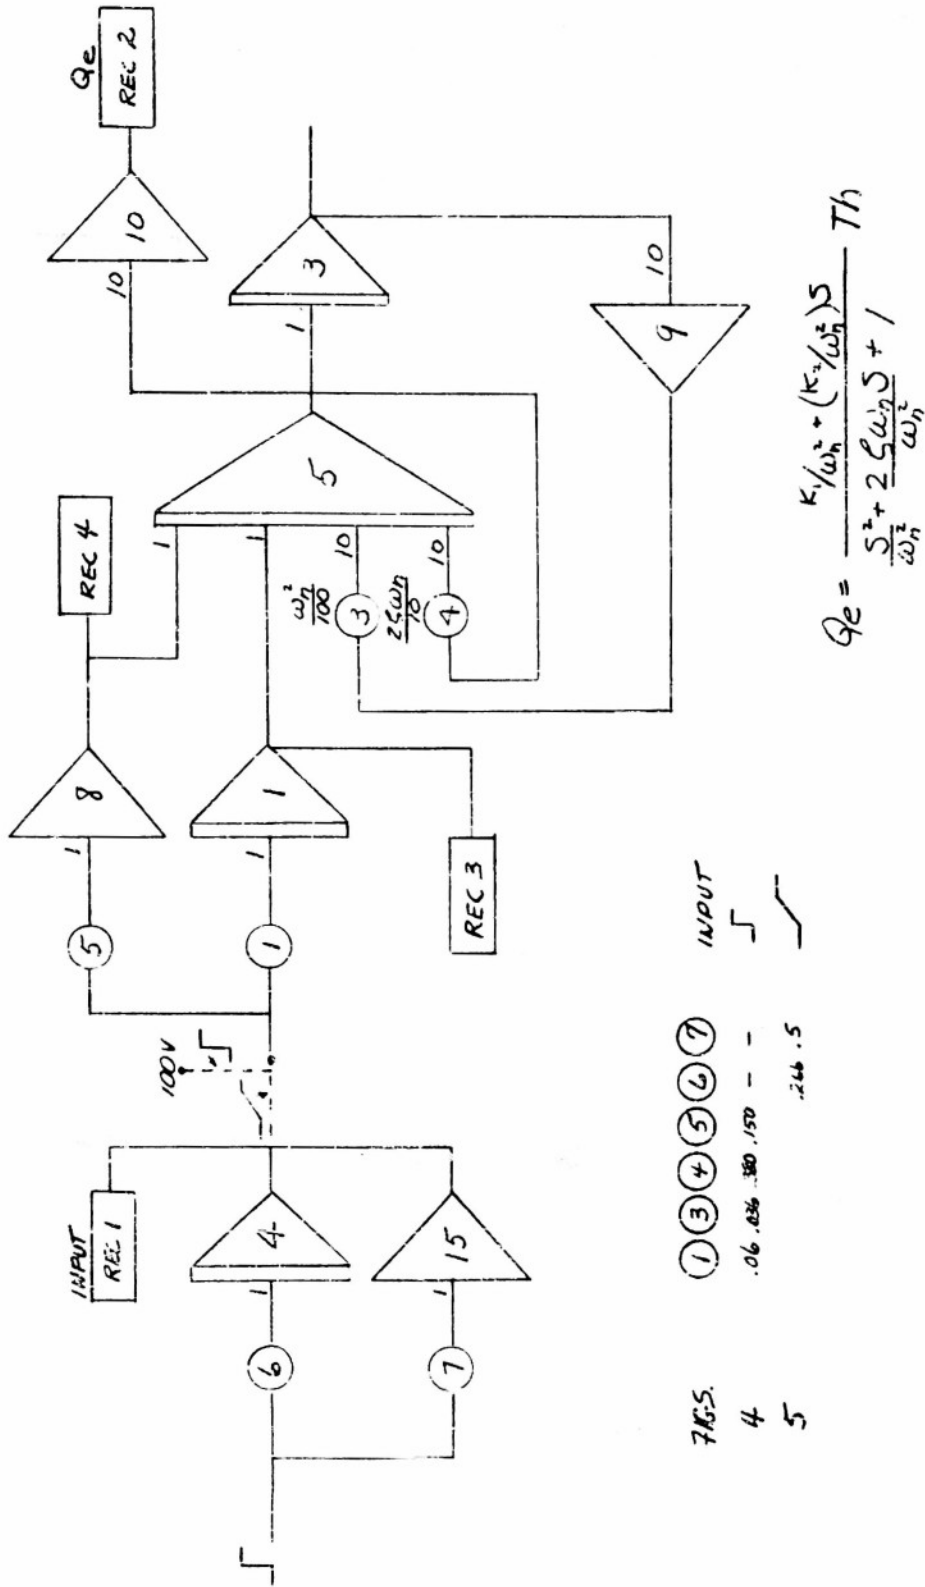 INPUT
REC 1
6
1
4
7
1
15
100V
5
1
8
REC 4
1
1
1
REC 3
1
1
10
10
5
ωn²/100
3
2ζωn/10
4
1
3
10
10
Qe
REC 2
10
9
FIGS. ① ③ ④ ⑤ ⑥ ⑦ INPUT
4 .06 .036 .150 - -
5 .266 .5
Qe = K₁/ωn² + (K₂/ωn²)S Th
S²/ωn² + 2ζωnS/ωn² + 1